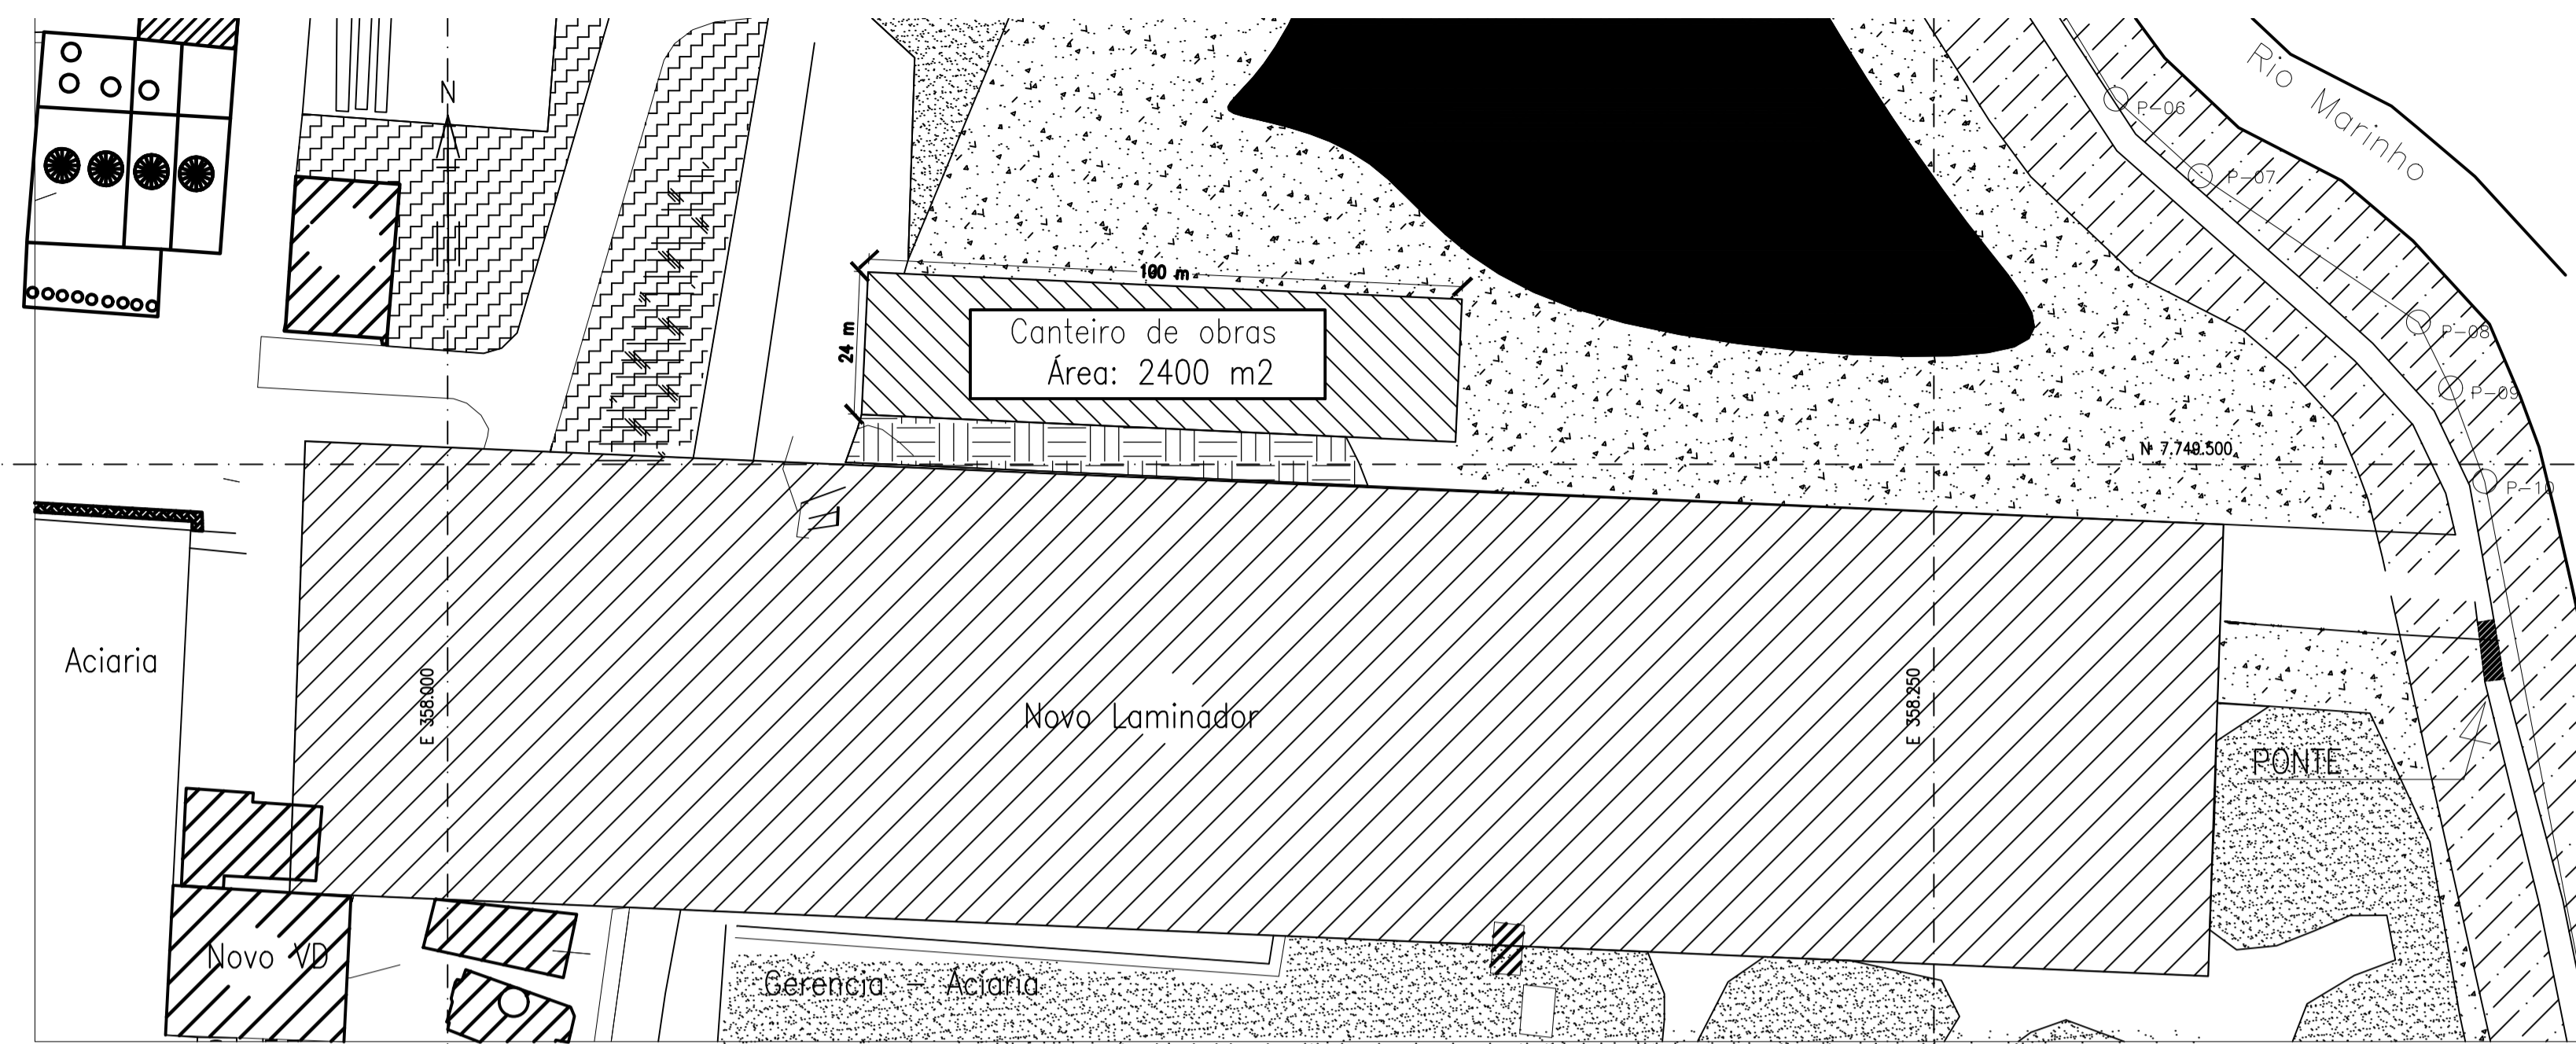 N
Rio Marinho
P-06
P-07
100 m
24 m
Canteiro de obras
Área: 2400 m2
P-08
P-09
N 7.749.500
P-10
Aciaria
E 358.000
Novo Laminador
E 358.250
PONTE
Novo VD
Gerencia - Aciaria